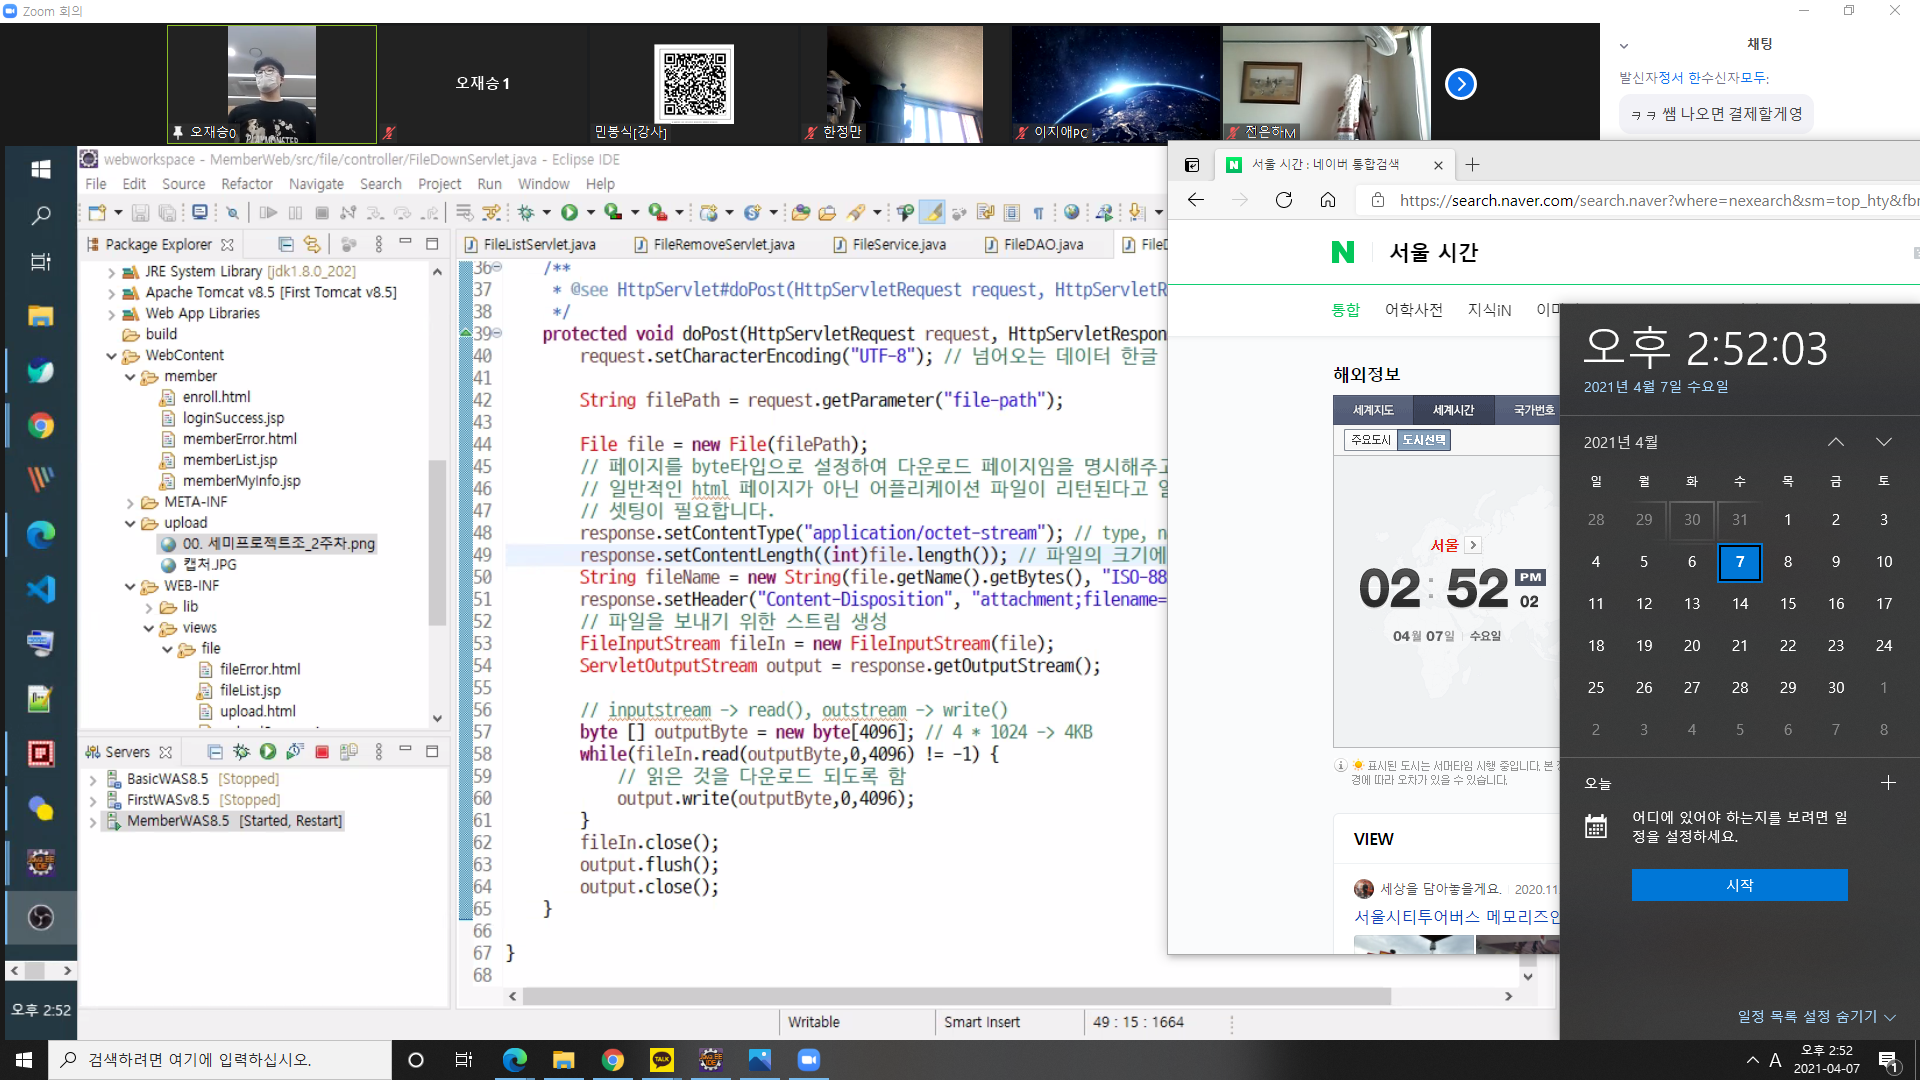 Zoom 회의
오재승0
오재승1
민봉식[강사]
한정만
이지애PC
전은하M
채팅
발신자정서 한수신자모두:
ㅋㅋ 쌤 나오면 결제할게영
webworkspace - MemberWeb/src/file/controller/FileDownServlet.java - Eclipse IDE
File Edit Source Refactor Navigate Search Project Run Window Help
Package Explorer
JRE System Library [jdk1.8.0_202]
Apache Tomcat v8.5 [First Tomcat v8.5]
Web App Libraries
build
WebContent
member
enroll.html
loginSuccess.jsp
memberError.html
memberList.jsp
memberMyInfo.jsp
META-INF
upload
00. 세미프로젝트조_2주차.png
캡처.JPG
WEB-INF
lib
views
file
fileError.html
fileList.jsp
upload.html
Servers
BasicWAS8.5 [Stopped]
FirstWASv8.5 [Stopped]
MemberWAS8.5 [Started, Restart]
오후 2:52
FileListServlet.java FileRemoveServlet.java FileService.java FileDAO.java
36 /**
37 * @see HttpServlet#doPost(HttpServletRequest request, HttpServletR
38 */
39 protected void doPost(HttpServletRequest request, HttpServletRespon
40 request.setCharacterEncoding("UTF-8"); // 넘어오는 데이터 한글
41
42 String filePath = request.getParameter("file-path");
43
44 File file = new File(filePath);
45 // 페이지를 byte타입으로 설정하여 다운로드 페이지임을 명시해주고
46 // 일반적인 html 페이지가 아닌 어플리케이션 파일이 리턴된다고
47 // 셋팅이 필요합니다.
48 response.setContentType("application/octet-stream"); // type, n
49 response.setContentLength((int)file.length()); // 파일의 크기에
50 String fileName = new String(file.getName().getBytes(), "ISO-88
51 response.setHeader("Content-Disposition", "attachment;filename=
52 // 파일을 보내기 위한 스트림 생성
53 FileInputStream fileIn = new FileInputStream(file);
54 ServletOutputStream output = response.getOutputStream();
55
56 // inputstream -> read(), outstream -> write()
57 byte [] outputByte = new byte[4096]; // 4 * 1024 -> 4KB
58 while(fileIn.read(outputByte,0,4096) != -1) {
59 // 읽은 것을 다운로드 되도록 함
60 output.write(outputByte,0,4096);
61 }
62 fileIn.close();
63 output.flush();
64 output.close();
65 }
66
67 }
68
Writable Smart Insert 49 : 15 : 1664
서울 시간 : 네이버 통합검색
https://search.naver.com/search.naver?where=nexearch&sm=top_hty&fbr
N 서울 시간
통합 어학사전 지식iN
해외정보
세계지도 세계시간 국가번호
주요도시 도시선택
서울
02:52 PM 02
04월 07일 수요일
표시된 도시는 서머타임 시행 중입니다. 본
경에 따라 오차가 있을 수 있습니다.
VIEW
세상을 담아놓을게요. 2020.11
서울시티투어버스 메모리즈인
오후 2:52:03
2021년 4월 7일 수요일
2021년 4월
일 월 화 수 목 금 토
28 29 30 31 1 2 3
4 5 6 7 8 9 10
11 12 13 14 15 16 17
18 19 20 21 22 23 24
25 26 27 28 29 30 1
2 3 4 5 6 7 8
오늘
어디에 있어야 하는지를 보려면 일
정을 설정하세요.
시작
일정 목록 설정 숨기기
검색하려면 여기에 입력하십시오.
TALK
A
오후 2:52
2021-04-07
1